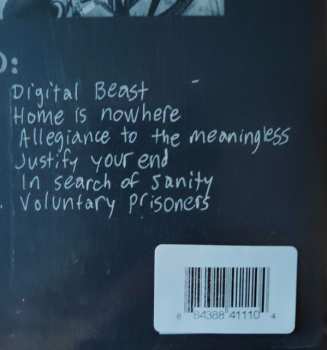 D:
Digital Beast
Home is nowhere
Allegiance to the meaningless
Justify your end
In search of sanity
Voluntary prisoners
8 84388 41110 4